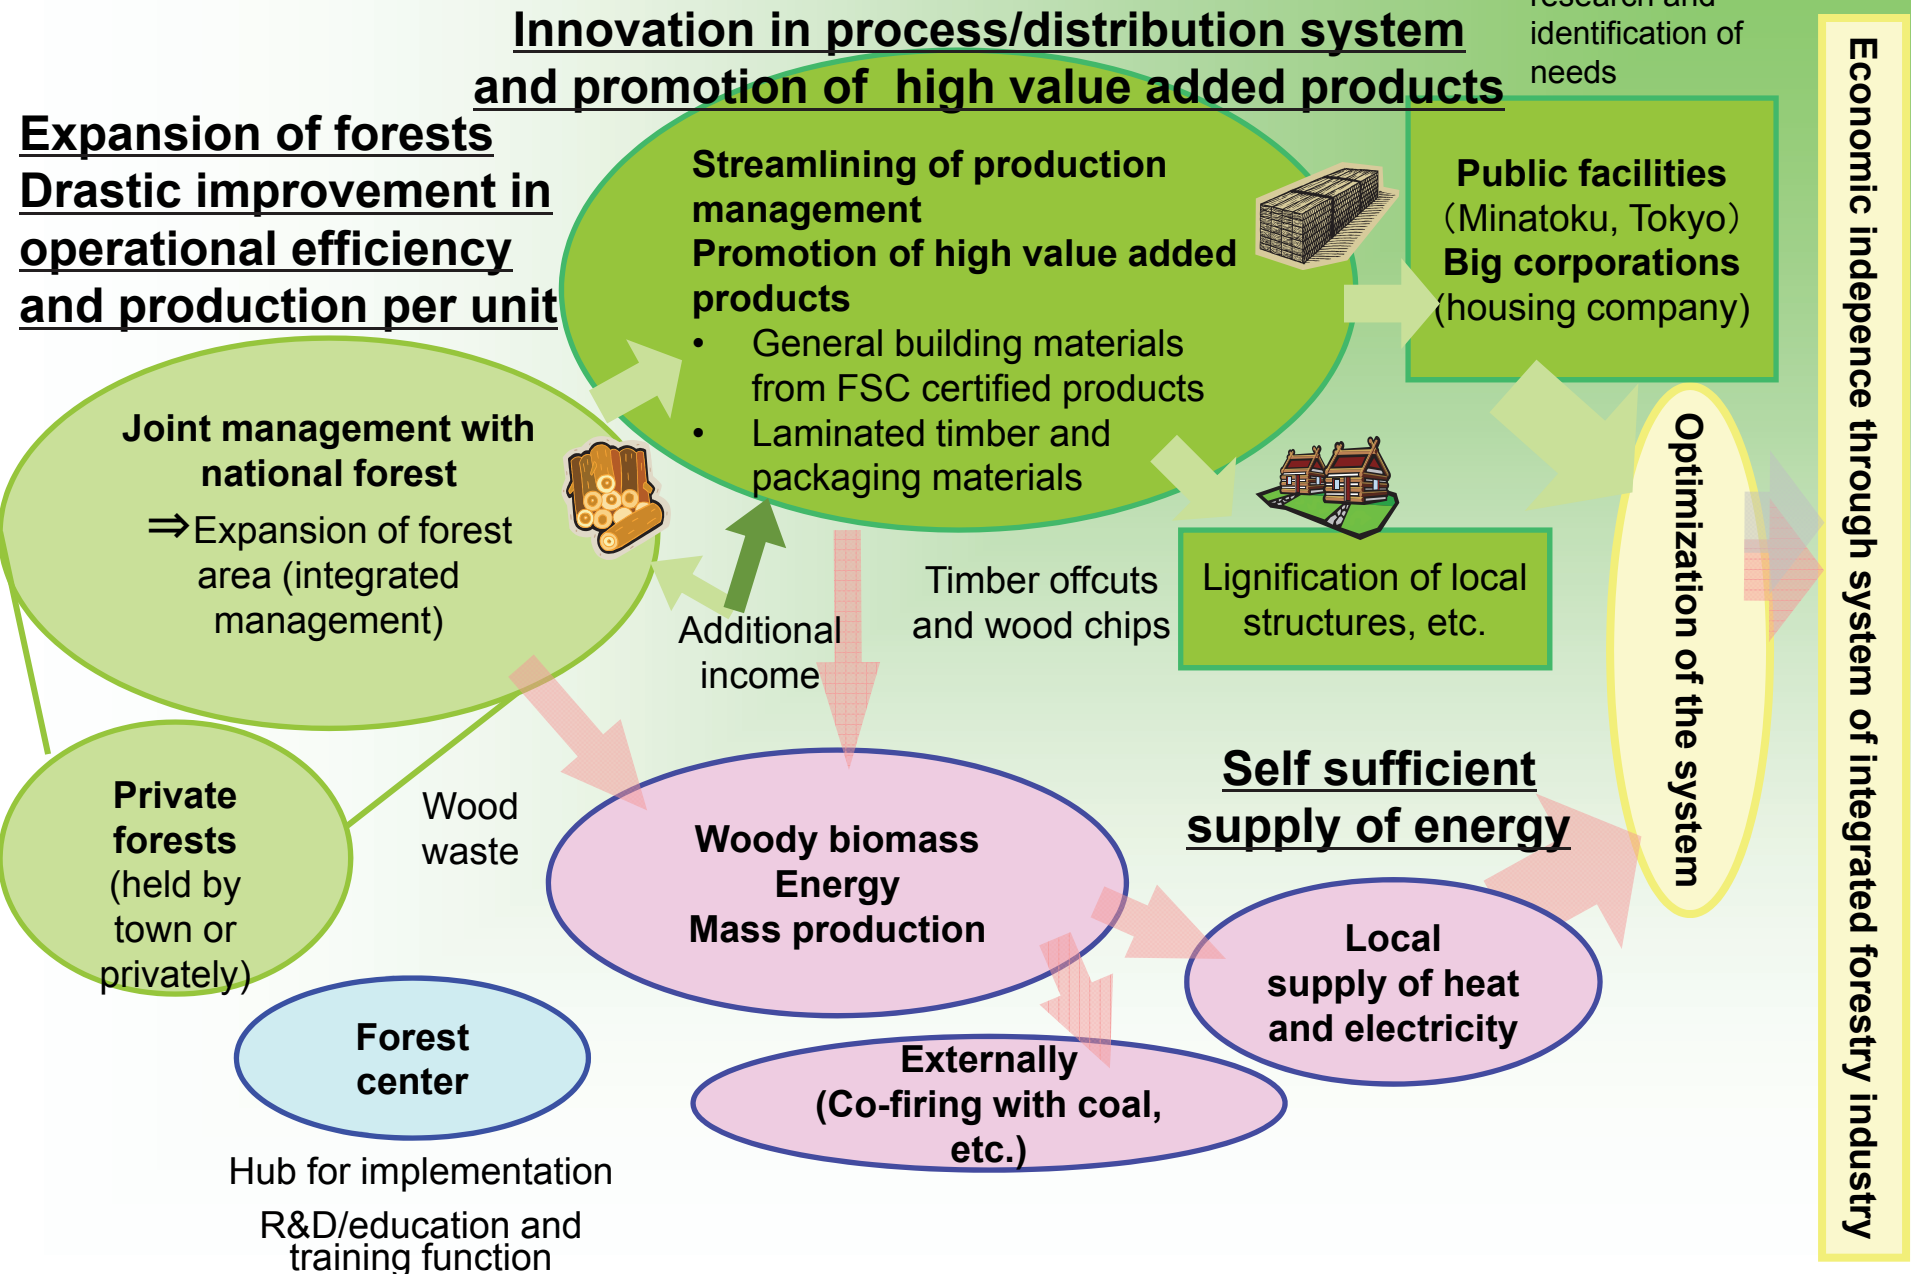 research and
identification of
needs
Innovation in process/distribution system
and promotion of high value added products
Expansion of forests
Drastic improvement in
operational efficiency
and production per unit
Streamlining of production
management
Promotion of high value added
products
• General building materials
from FSC certified products
• Laminated timber and
packaging materials
Public facilities
（Minatoku, Tokyo）
Big corporations
(housing company)
Joint management with
national forest
⇒Expansion of forest
area (integrated
management)
Additional
income
Timber offcuts
and wood chips
Lignification of local
structures, etc.
Private
forests
(held by
town or
privately)
Wood
waste
Woody biomass
Energy
Mass production
Self sufficient
supply of energy
Local
supply of heat
and electricity
Externally
(Co-firing with coal,
etc.)
Forest
center
Hub for implementation
R&D/education and
training function
Optimization of the system
Economic indepence through system of integrated forestry industry